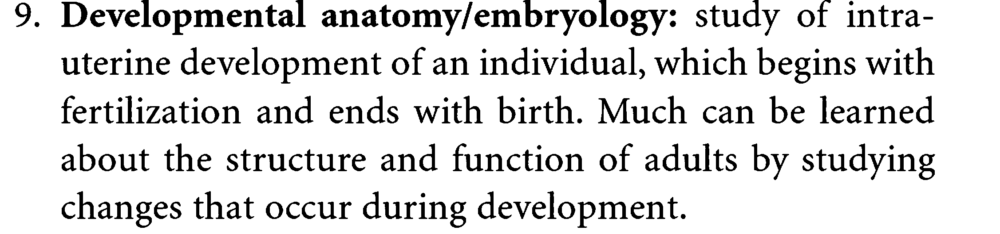 9. Developmental anatomy/embryology: study of intra-
uterine development of an individual, which begins with
fertilization and ends with birth. Much can be learned
about the structure and function of adults by studying
changes that occur during development.